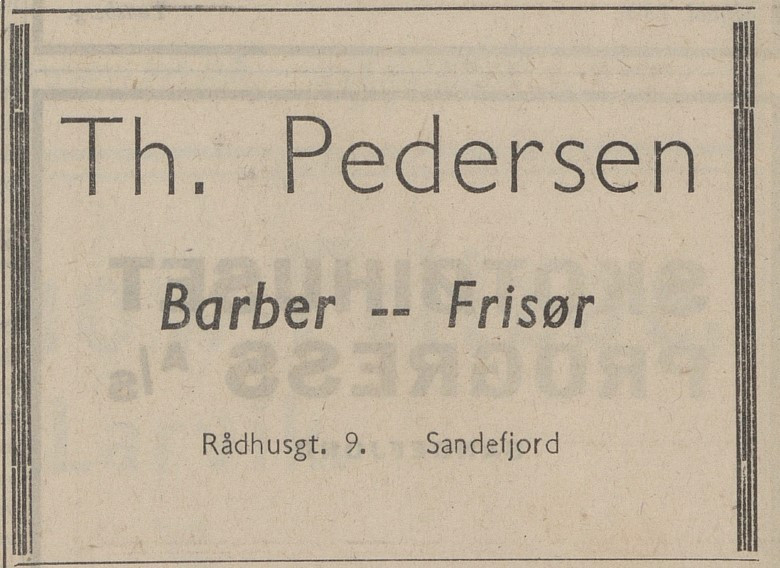 Th. Pedersen
Barber -- Frisør
Rådhusgt. 9. Sandefjord